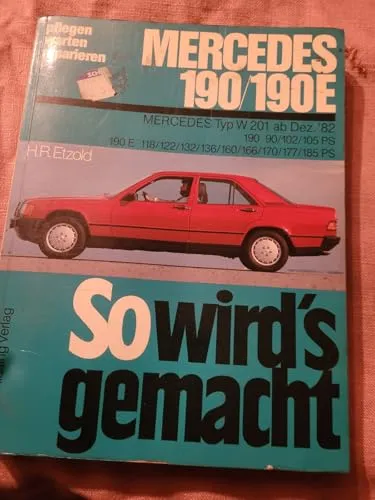 pflegen
warten
reparieren
MERCEDES
190/190E
MERCEDES Typ W 201 ab Dez. '82
190 90/102/105 PS
190 E 118/122/132/136/160/166/170/177/185 PS
H.R. Etzold
So wird's
gemacht
Verlag